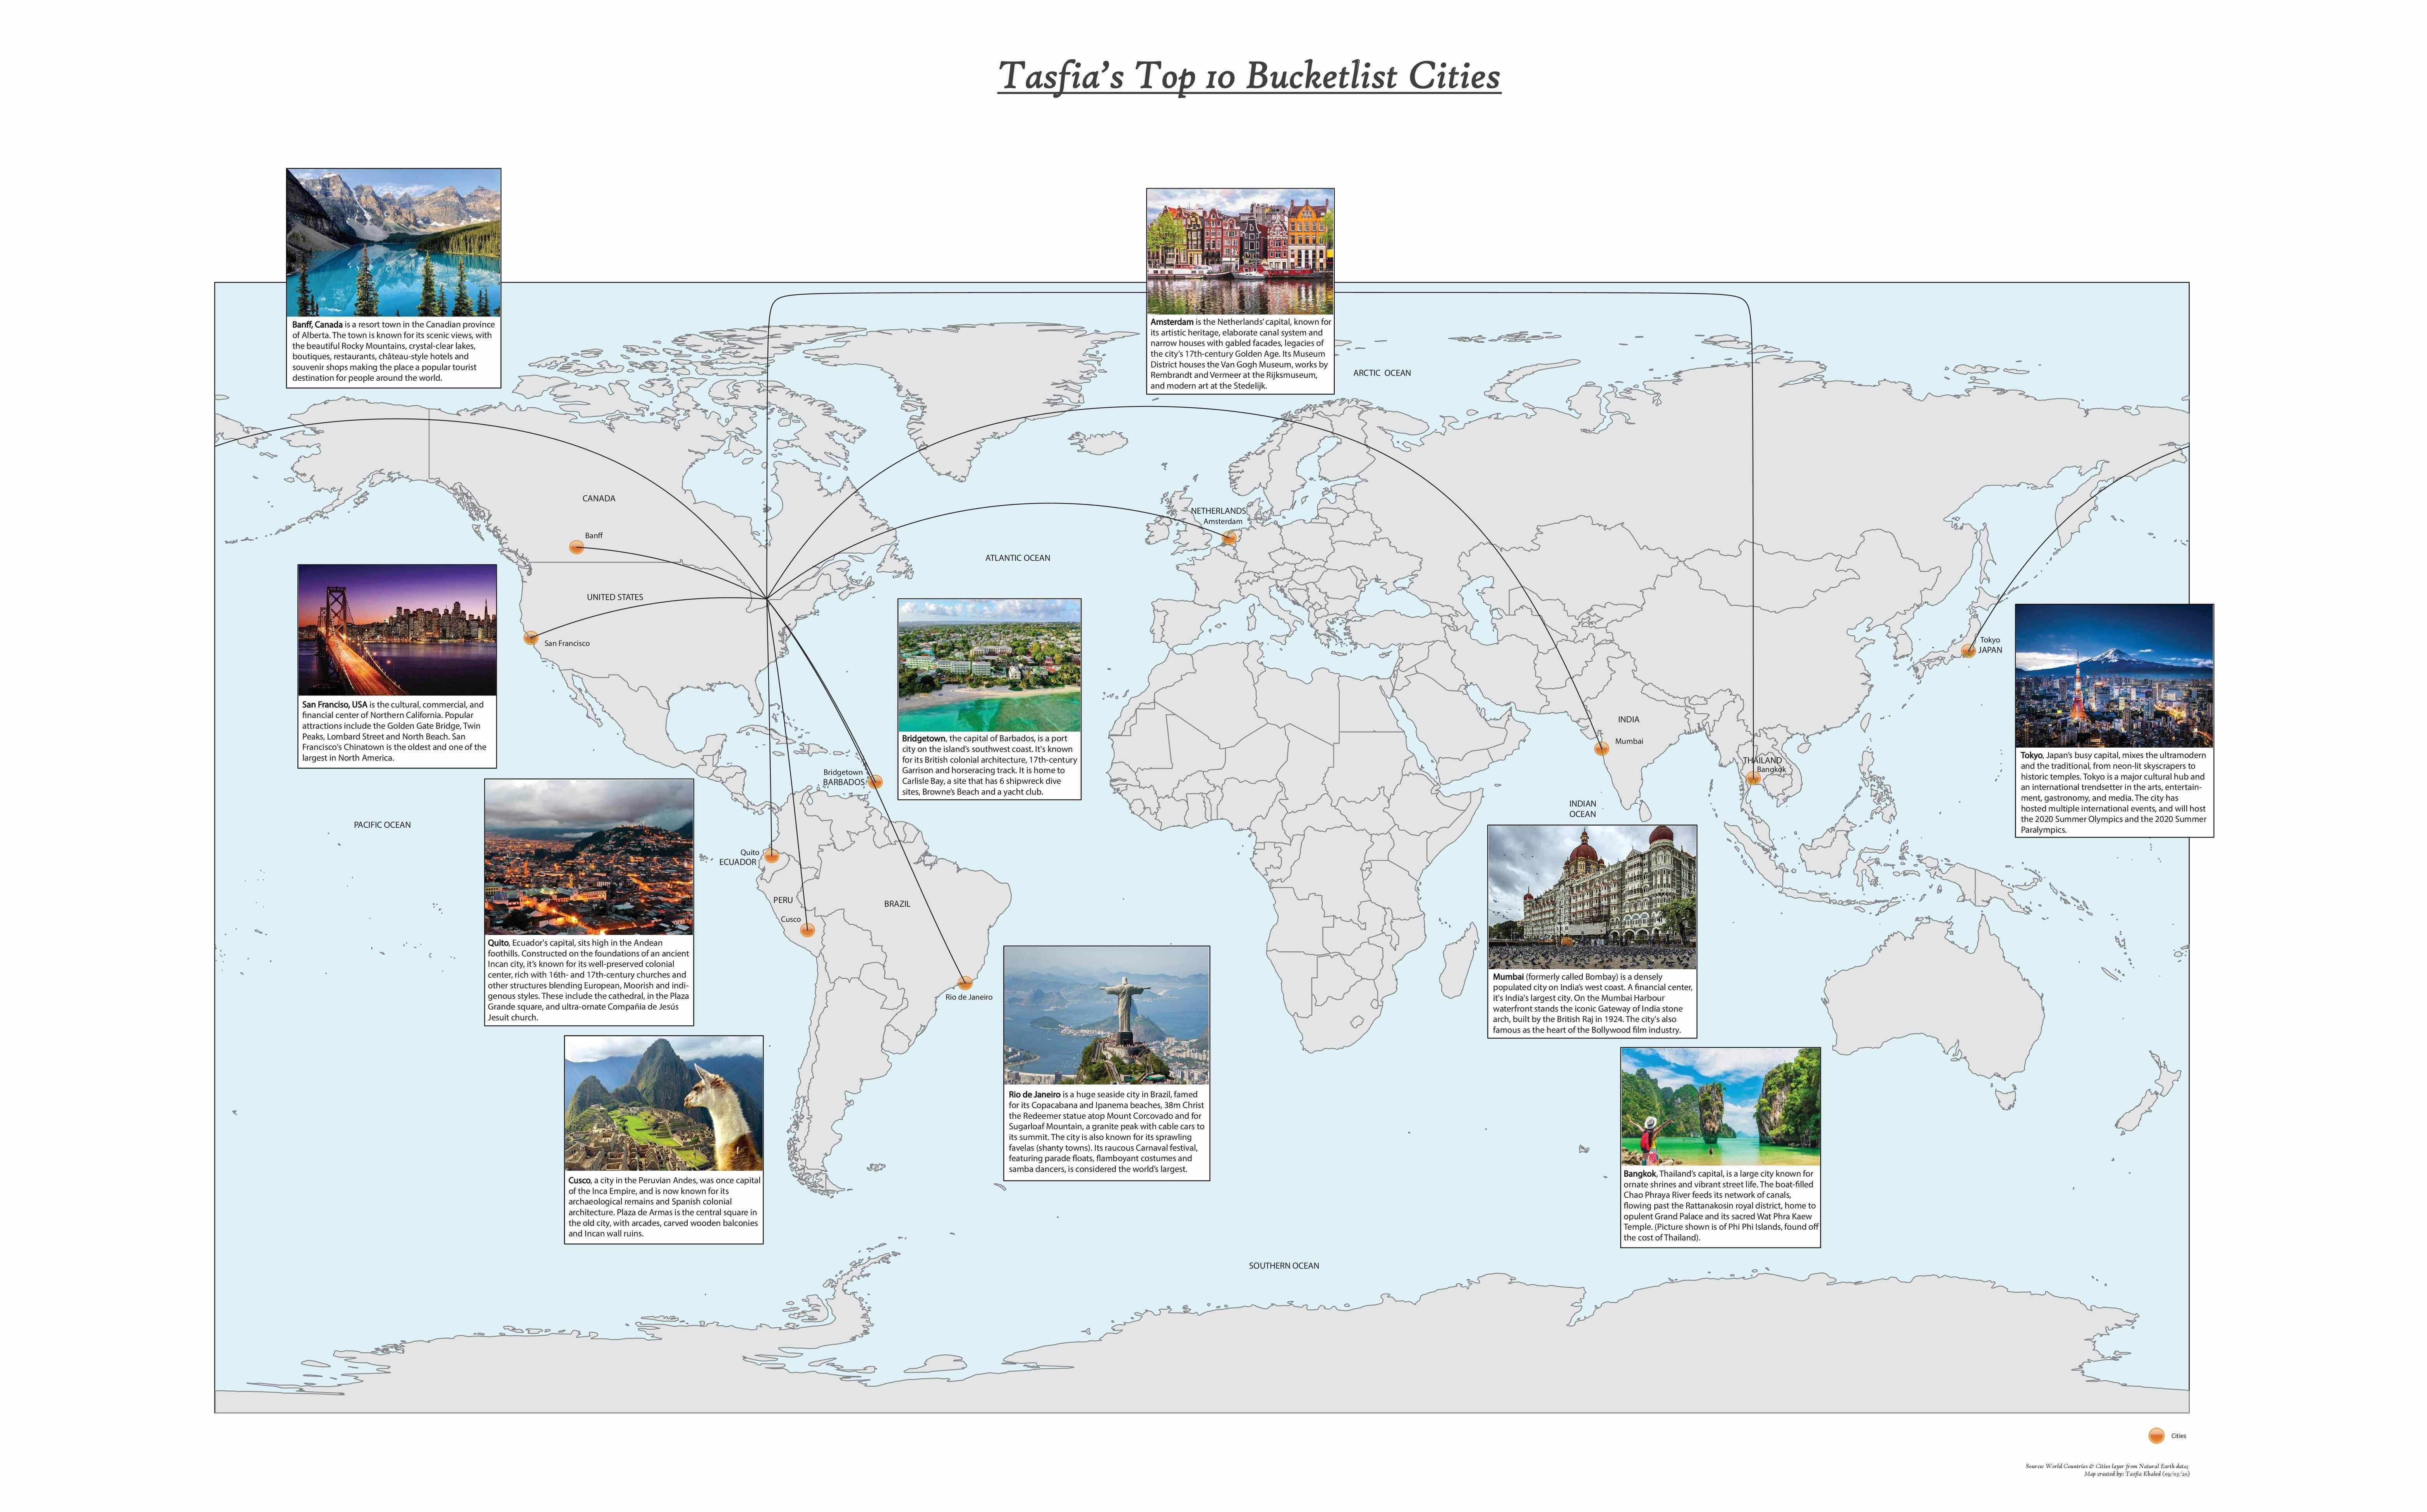 Tasfia's Top 10 Bucketlist Cities
Banff, Canada is a resort town in the Canadian province
of Alberta. The town is known for its scenic views, with
the beautiful Rocky Mountains, crystal-clear lakes,
boutiques, restaurants, château-style hotels and
souvenir shops making the place a popular tourist
destination for people around the world.
Amsterdam is the Netherlands' capital, known for
its artistic heritage, elaborate canal system and
narrow houses with gabled facades, legacies of
the city's 17th-century Golden Age. Its Museum
District houses the Van Gogh Museum, works by
Rembrandt and Vermeer at the Rijksmuseum,
and modern art at the Stedelijk.
ARCTIC OCEAN
CANADA
Banff
NETHERLANDS
Amsterdam
ATLANTIC OCEAN
UNITED STATES
San Francisco
San Franciso, USA is the cultural, commercial, and
financial center of Northern California. Popular
attractions include the Golden Gate Bridge, Twin
Peaks, Lombard Street and North Beach. San
Francisco's Chinatown is the oldest and one of the
largest in North America.
Bridgetown, the capital of Barbados, is a port
city on the island's southwest coast. It's known
for its British colonial architecture, 17th-century
Garrison and horseracing track. It is home to
Carlisle Bay, a site that has 6 shipwreck dive
sites, Browne's Beach and a yacht club.
Bridgetown
BARBADOS
INDIA
Mumbai
THAILAND
Bangkok
Tokyo
JAPAN
Tokyo, Japan's busy capital, mixes the ultramodern
and the traditional, from neon-lit skyscrapers to
historic temples. Tokyo is a major cultural hub and
an international trendsetter in the arts, entertain-
ment, gastronomy, and media. The city has
hosted multiple international events, and will host
the 2020 Summer Olympics and the 2020 Summer
Paralympics.
PACIFIC OCEAN
INDIAN
OCEAN
Quito
ECUADOR
PERU
Cusco
BRAZIL
Rio de Janeiro
Quito, Ecuador's capital, sits high in the Andean
foothills. Constructed on the foundations of an ancient
Incan city, it's known for its well-preserved colonial
center, rich with 16th- and 17th-century churches and
other structures blending European, Moorish and indi-
genous styles. These include the cathedral, in the Plaza
Grande square, and ultra-ornate Compañia de Jesús
Jesuit church.
Mumbai (formerly called Bombay) is a densely
populated city on India's west coast. A financial center,
it's India's largest city. On the Mumbai Harbour
waterfront stands the iconic Gateway of India stone
arch, built by the British Raj in 1924. The city's also
famous as the heart of the Bollywood film industry.
Rio de Janeiro is a huge seaside city in Brazil, famed
for its Copacabana and Ipanema beaches, 38m Christ
the Redeemer statue atop Mount Corcovado and for
Sugarloaf Mountain, a granite peak with cable cars to
its summit. The city is also known for its sprawling
favelas (shanty towns). Its raucous Carnaval festival,
featuring parade floats, flamboyant costumes and
samba dancers, is considered the world's largest.
Cusco, a city in the Peruvian Andes, was once capital
of the Inca Empire, and is now known for its
archaeological remains and Spanish colonial
architecture. Plaza de Armas is the central square in
the old city, with arcades, carved wooden balconies
and Incan wall ruins.
Bangkok, Thailand's capital, is a large city known for
ornate shrines and vibrant street life. The boat-filled
Chao Phraya River feeds its network of canals,
flowing past the Rattanakosin royal district, home to
opulent Grand Palace and its sacred Wat Phra Kaew
Temple. (Picture shown is of Phi Phi Islands, found off
the cost of Thailand).
SOUTHERN OCEAN
Cities
Source: World Countries & Cities layer from Natural Earth data;
Map created by: Tasfia Khaled (09/05/20)